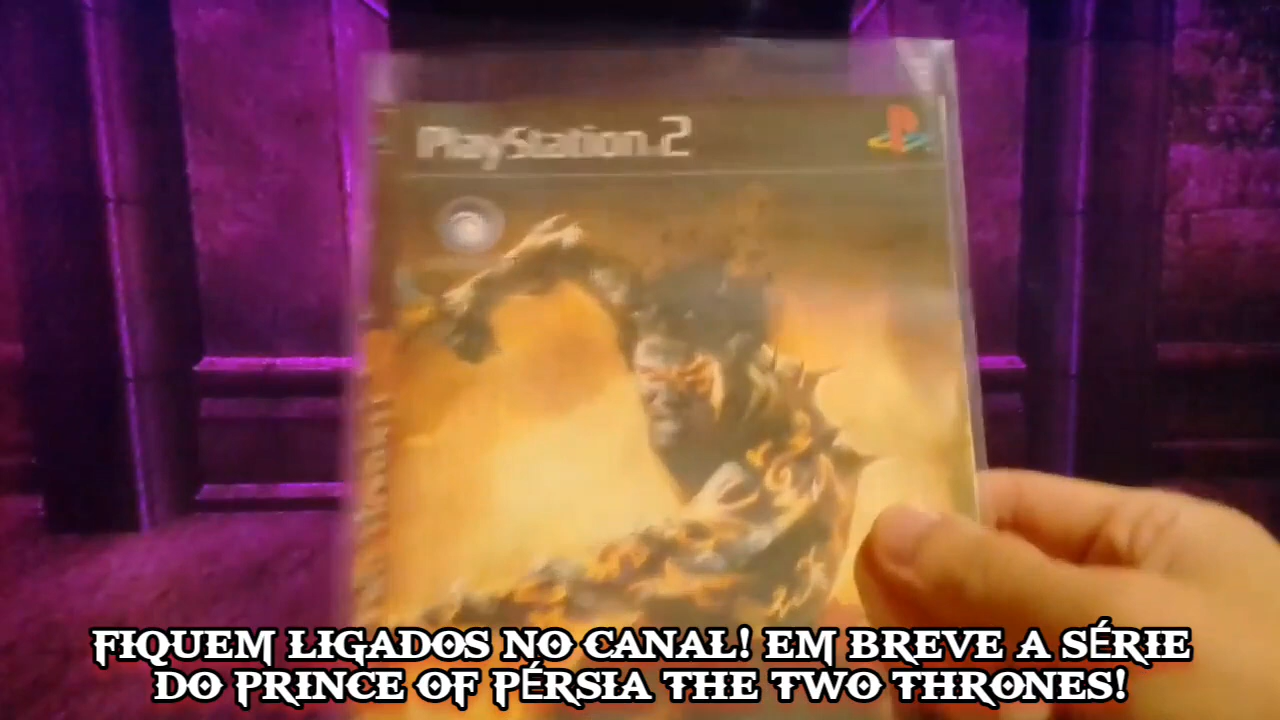 PlayStation 2
FIQUEM LIGADOS NO CANAL! EM BREVE A SÉRIE
DO PRINCE OF PÉRSIA THE TWO THRONES!